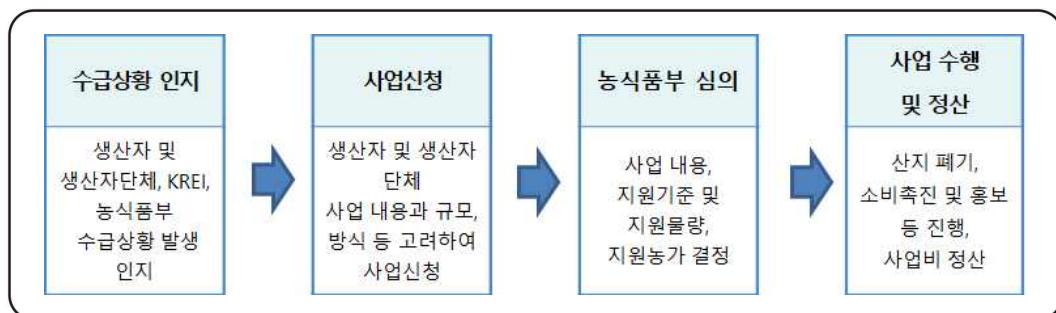 수급상황 인지
생산자 및
생산자단체, KREI,
농식품부
수급상황 발생
인지
사업신청
생산자 및 생산자
단체
사업 내용과 규모,
방식 등 고려하여
사업신청
농식품부 심의
사업 내용,
지원기준 및
지원물량,
지원농가 결정
사업 수행
및 정산
산지 폐기,
소비촉진 및 홍보
등 진행,
사업비 정산